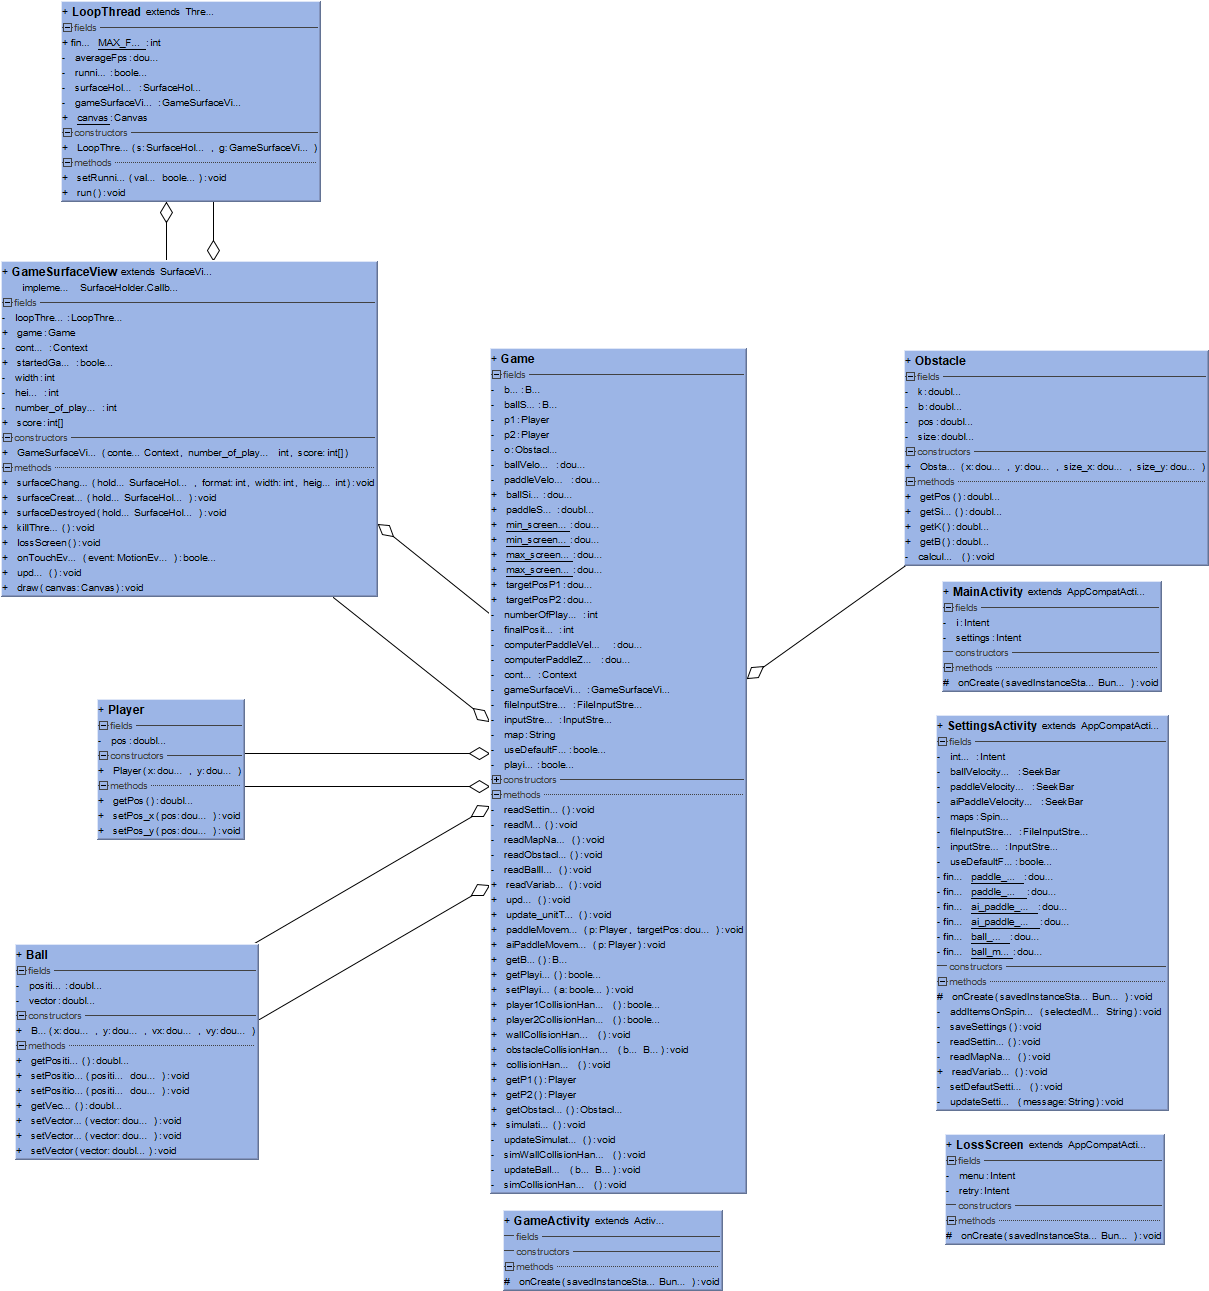 + LoopThread extends Thre...
fields
+ fin... MAX_F... : int
- averageFps : dou...
- runni... : boole...
- surfaceHol... : SurfaceHol...
- gameSurfaceVi... : GameSurfaceVi...
+ canvas : Canvas
constructors
+ LoopThre... ( s : SurfaceHol... , g : GameSurfaceVi... )
methods
+ setRunni... ( val... boole... ) : void
+ run ( ) : void
+ GameSurfaceView extends SurfaceVi...
impleme... SurfaceHolder.Callb...
fields
- loopThre... : LoopThre...
+ game : Game
- cont... : Context
+ startedGa... : boole...
- width : int
- hei... : int
- number_of_play... : int
+ score : int[]
constructors
+ GameSurfaceVi... ( conte... Context , number_of_play... int , score : int[] )
methods
+ surfaceChang... ( hold... SurfaceHol... , format : int , width : int , heig... int ) : void
+ surfaceCreat... ( hold... SurfaceHol... ) : void
+ surfaceDestroyed ( hold... SurfaceHol... ) : void
+ killThre... ( ) : void
+ lossScreen ( ) : void
+ onTouchEv... ( event : MotionEv... ) : boole...
+ upd... ( ) : void
+ draw ( canvas : Canvas ) : void
+ Player
fields
- pos : doubl...
constructors
+ Player ( x : dou... , y : dou... )
methods
+ getPos ( ) : doubl...
+ setPos_x ( pos : dou... ) : void
+ setPos_y ( pos : dou... ) : void
+ Ball
fields
- positi... : doubl...
- vector : doubl...
constructors
+ B... ( x : dou... , y : dou... , vx : dou... , vy : dou... )
methods
+ getPositi... ( ) : doubl...
+ setPositio... ( positi... dou... ) : void
+ setPositio... ( positi... dou... ) : void
+ getVec... ( ) : doubl...
+ setVector... ( vector : dou... ) : void
+ setVector... ( vector : dou... ) : void
+ setVector ( vector : doubl... ) : void
+ Game
fields
- b... : B...
- ballS... : B...
- p1 : Player
- p2 : Player
- o : Obstacl...
- ballVelo... : dou...
- paddleVelo... : dou...
+ ballSi... : dou...
+ paddleS... : doubl...
+ min_screen... : dou...
+ min_screen... : dou...
+ max_screen... : dou...
+ max_screen... : dou...
+ targetPosP1 : dou...
+ targetPosP2 : dou...
- numberOfPlay... : int
- finalPosit... : int
- computerPaddleVel... : dou...
- computerPaddleZ... : dou...
- cont... : Context
- gameSurfaceVi... : GameSurfaceVi...
- fileInputStre... : FileInputStre...
- inputStre... : InputStre...
- map : String
- useDefaultF... : boole...
- playi... : boole...
constructors
methods
- readSettin... ( ) : void
- readM... ( ) : void
- readMapNa... ( ) : void
- readObstacl... ( ) : void
- readBallI... ( ) : void
+ readVariab... ( ) : void
+ upd... ( ) : void
+ update_unitT... ( ) : void
+ paddleMovem... ( p : Player , targetPos : dou... ) : void
+ aiPaddleMovem... ( p : Player ) : void
+ getB... ( ) : B...
+ getPlayi... ( ) : boole...
+ setPlayi... ( a : boole... ) : void
+ player1CollisionHan... ( ) : boole...
+ player2CollisionHan... ( ) : boole...
+ wallCollisionHan... ( ) : void
+ obstacleCollisionHan... ( b... B... ) : void
+ collisionHan... ( ) : void
+ getP1 ( ) : Player
+ getP2 ( ) : Player
+ getObstacl... ( ) : Obstacl...
+ simulati... ( ) : void
- updateSimulat... ( ) : void
- simWallCollisionHan... ( ) : void
- updateBall... ( b... B... ) : void
- simCollisionHan... ( ) : void
+ GameActivity extends Activ...
fields
constructors
methods
# onCreate ( savedInstanceSta... Bun... ) : void
+ Obstacle
fields
- k : doubl...
- b : doubl...
- pos : doubl...
- size : doubl...
constructors
+ Obsta... ( x : dou... , y : dou... , size_x : dou... , size_y : dou... )
methods
+ getPos ( ) : doubl...
+ getSi... ( ) : doubl...
+ getK ( ) : doubl...
+ getB ( ) : doubl...
- calcul... ( ) : void
+ MainActivity extends AppCompatActi...
fields
- i : Intent
- settings : Intent
constructors
methods
# onCreate ( savedInstanceSta... Bun... ) : void
+ SettingsActivity extends AppCompatActi...
fields
- int... : Intent
- ballVelocity... : SeekBar
- paddleVelocity... : SeekBar
- aiPaddleVelocity... : SeekBar
- maps : Spin...
- fileInputStre... : FileInputStre...
- inputStre... : InputStre...
- useDefaultF... : boole...
- fin... paddle_... : dou...
- fin... paddle_... : dou...
- fin... ai_paddle_... : dou...
- fin... ai_paddle_... : dou...
- fin... ball_... : dou...
- fin... ball_m... : dou...
constructors
methods
# onCreate ( savedInstanceSta... Bun... ) : void
- addItemsOnSpin... ( selectedM... String ) : void
- saveSettings ( ) : void
- readSettin... ( ) : void
- readMapNa... ( ) : void
+ readVariab... ( ) : void
- setDefautSetti... ( ) : void
- updateSetti... ( message : String ) : void
+ LossScreen extends AppCompatActi...
fields
- menu : Intent
- retry : Intent
constructors
methods
# onCreate ( savedInstanceSta... Bun... ) : void